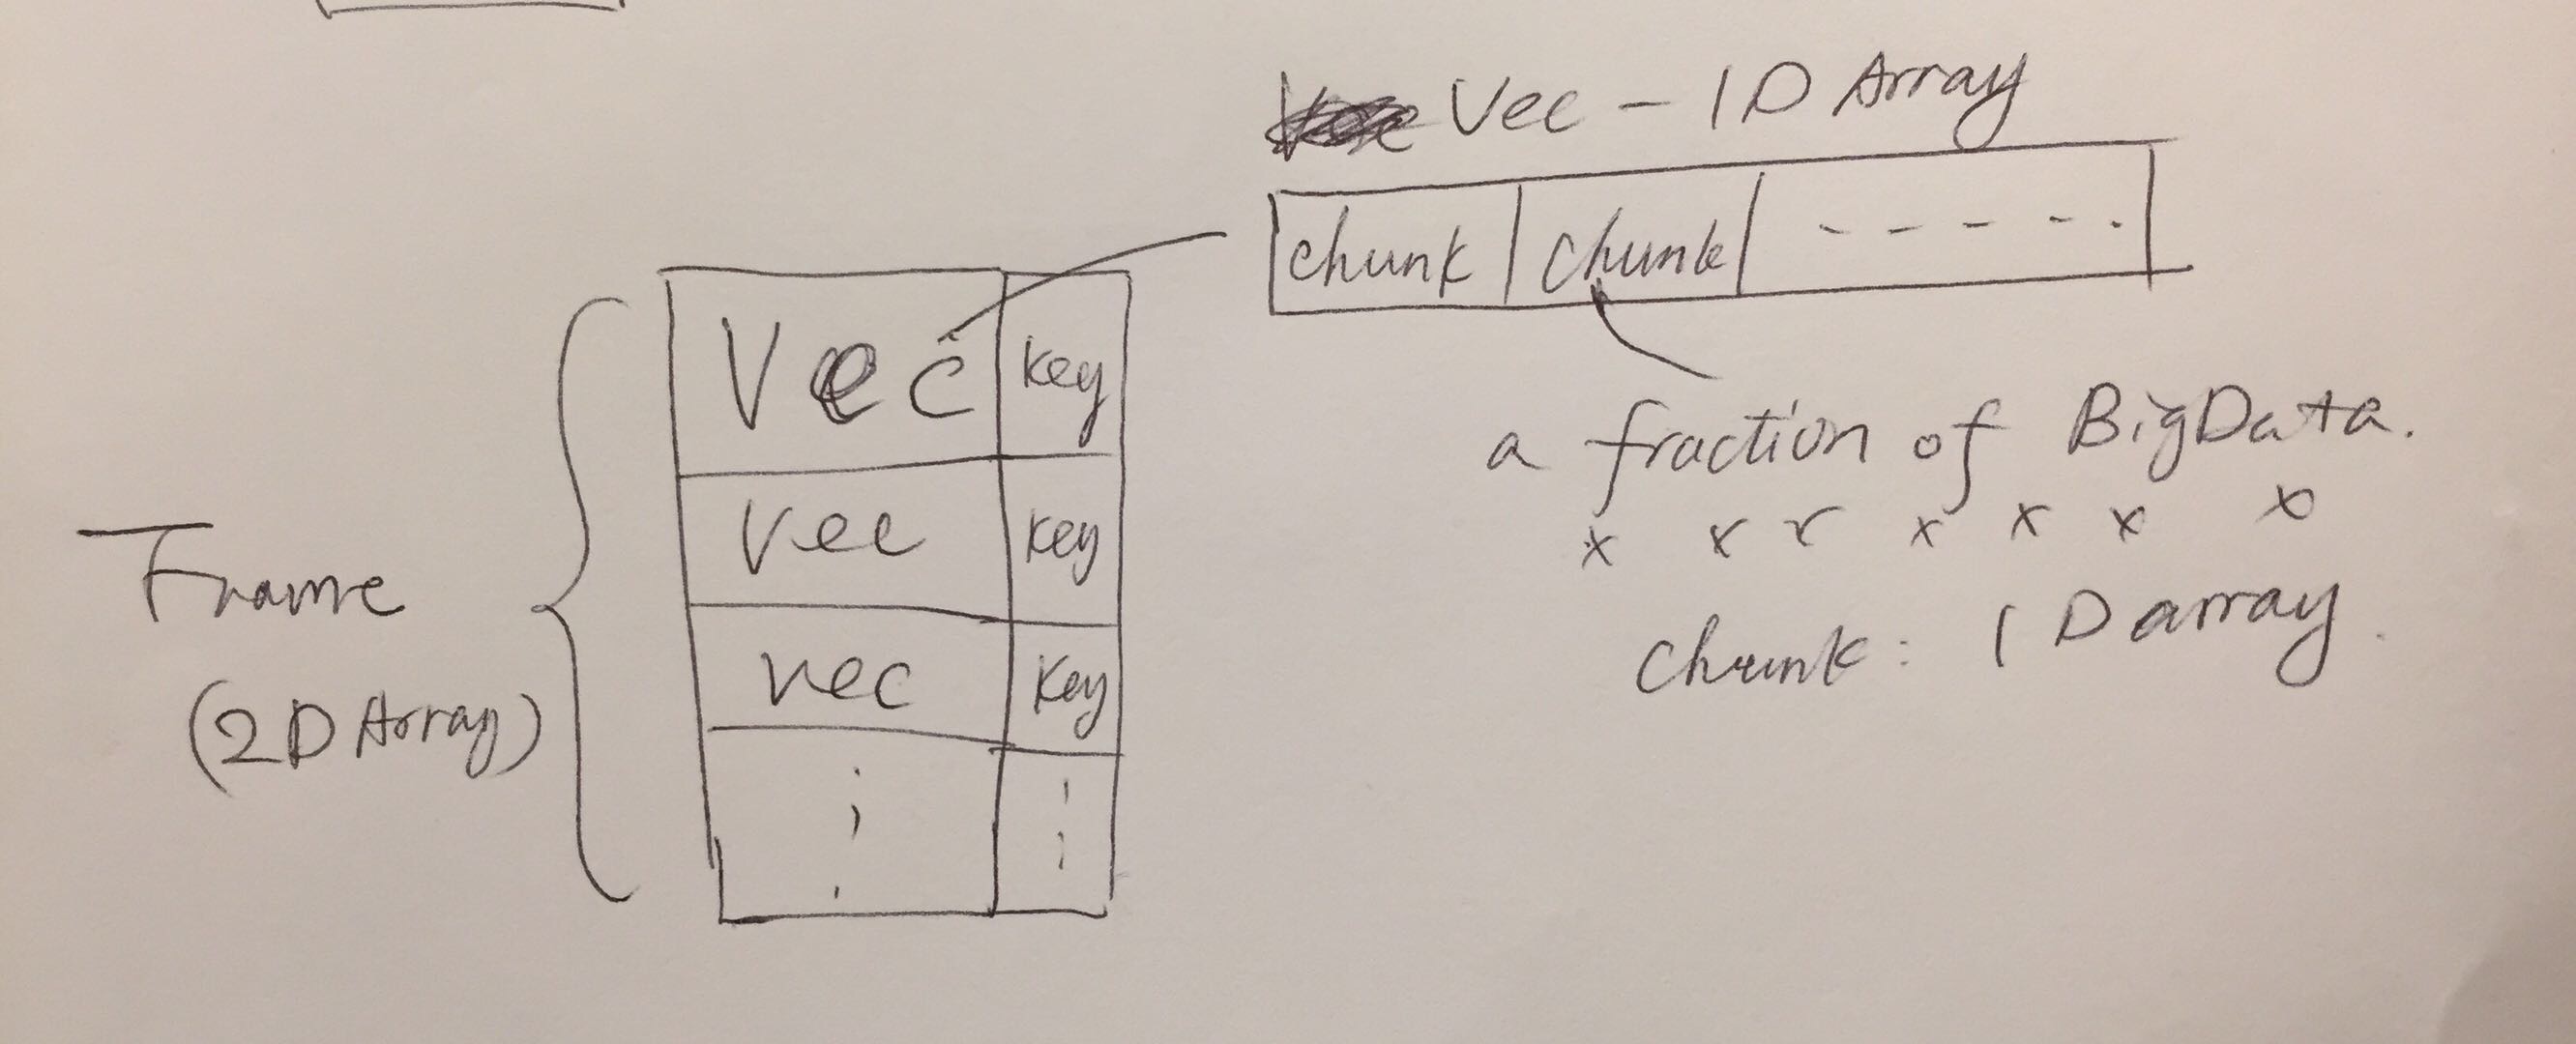 Vec - 1D Array
chunk chunk - - - - -
Vec key
Vec key
Vec key
a fraction of BigData.
x x x x x x x
Frame
(2D Array)
Chunk: 1D array.